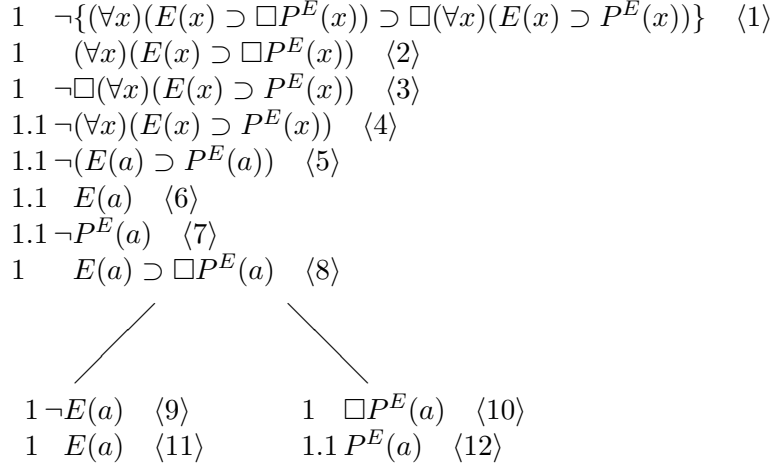 1 ¬{(∀x)(E(x) ⊃ □P^E(x)) ⊃ □(∀x)(E(x) ⊃ P^E(x))} ⟨1⟩
1 (∀x)(E(x) ⊃ □P^E(x)) ⟨2⟩
1 ¬□(∀x)(E(x) ⊃ P^E(x)) ⟨3⟩
1.1 ¬(∀x)(E(x) ⊃ P^E(x)) ⟨4⟩
1.1 ¬(E(a) ⊃ P^E(a)) ⟨5⟩
1.1 E(a) ⟨6⟩
1.1 ¬P^E(a) ⟨7⟩
1 E(a) ⊃ □P^E(a) ⟨8⟩
1 ¬E(a) ⟨9⟩ 1 □P^E(a) ⟨10⟩
1 E(a) ⟨11⟩ 1.1 P^E(a) ⟨12⟩